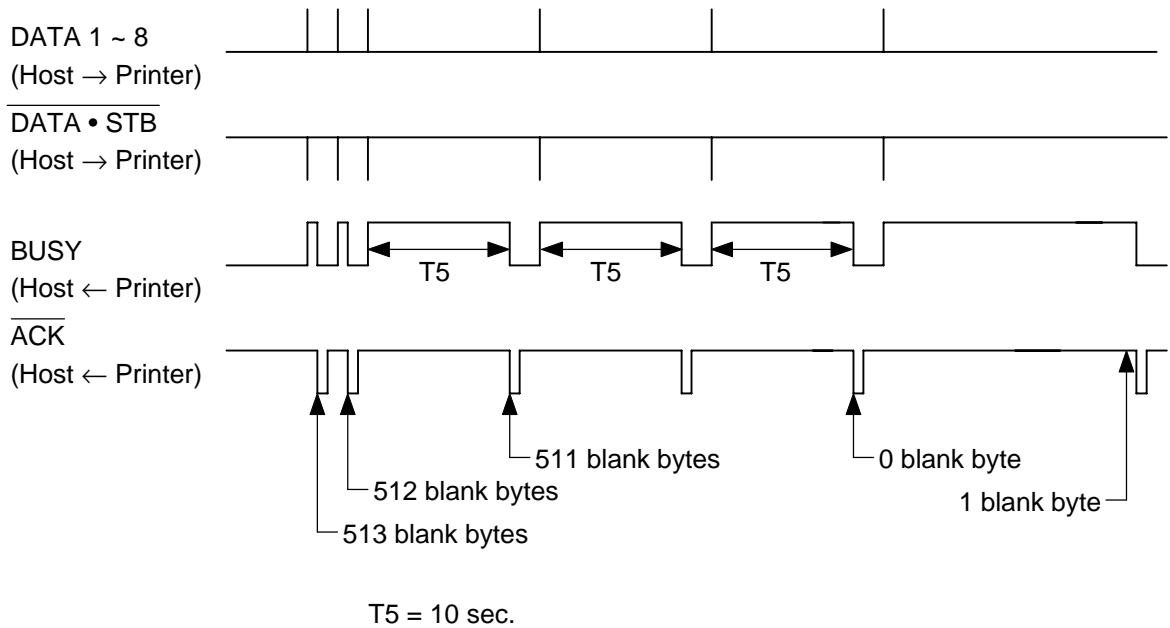 DATA 1 ~ 8
(Host → Printer)
DATA • STB
(Host → Printer)
BUSY
(Host ← Printer)
T5 T5 T5
ACK
(Host ← Printer)
511 blank bytes
0 blank byte
512 blank bytes
1 blank byte
513 blank bytes
T5 = 10 sec.